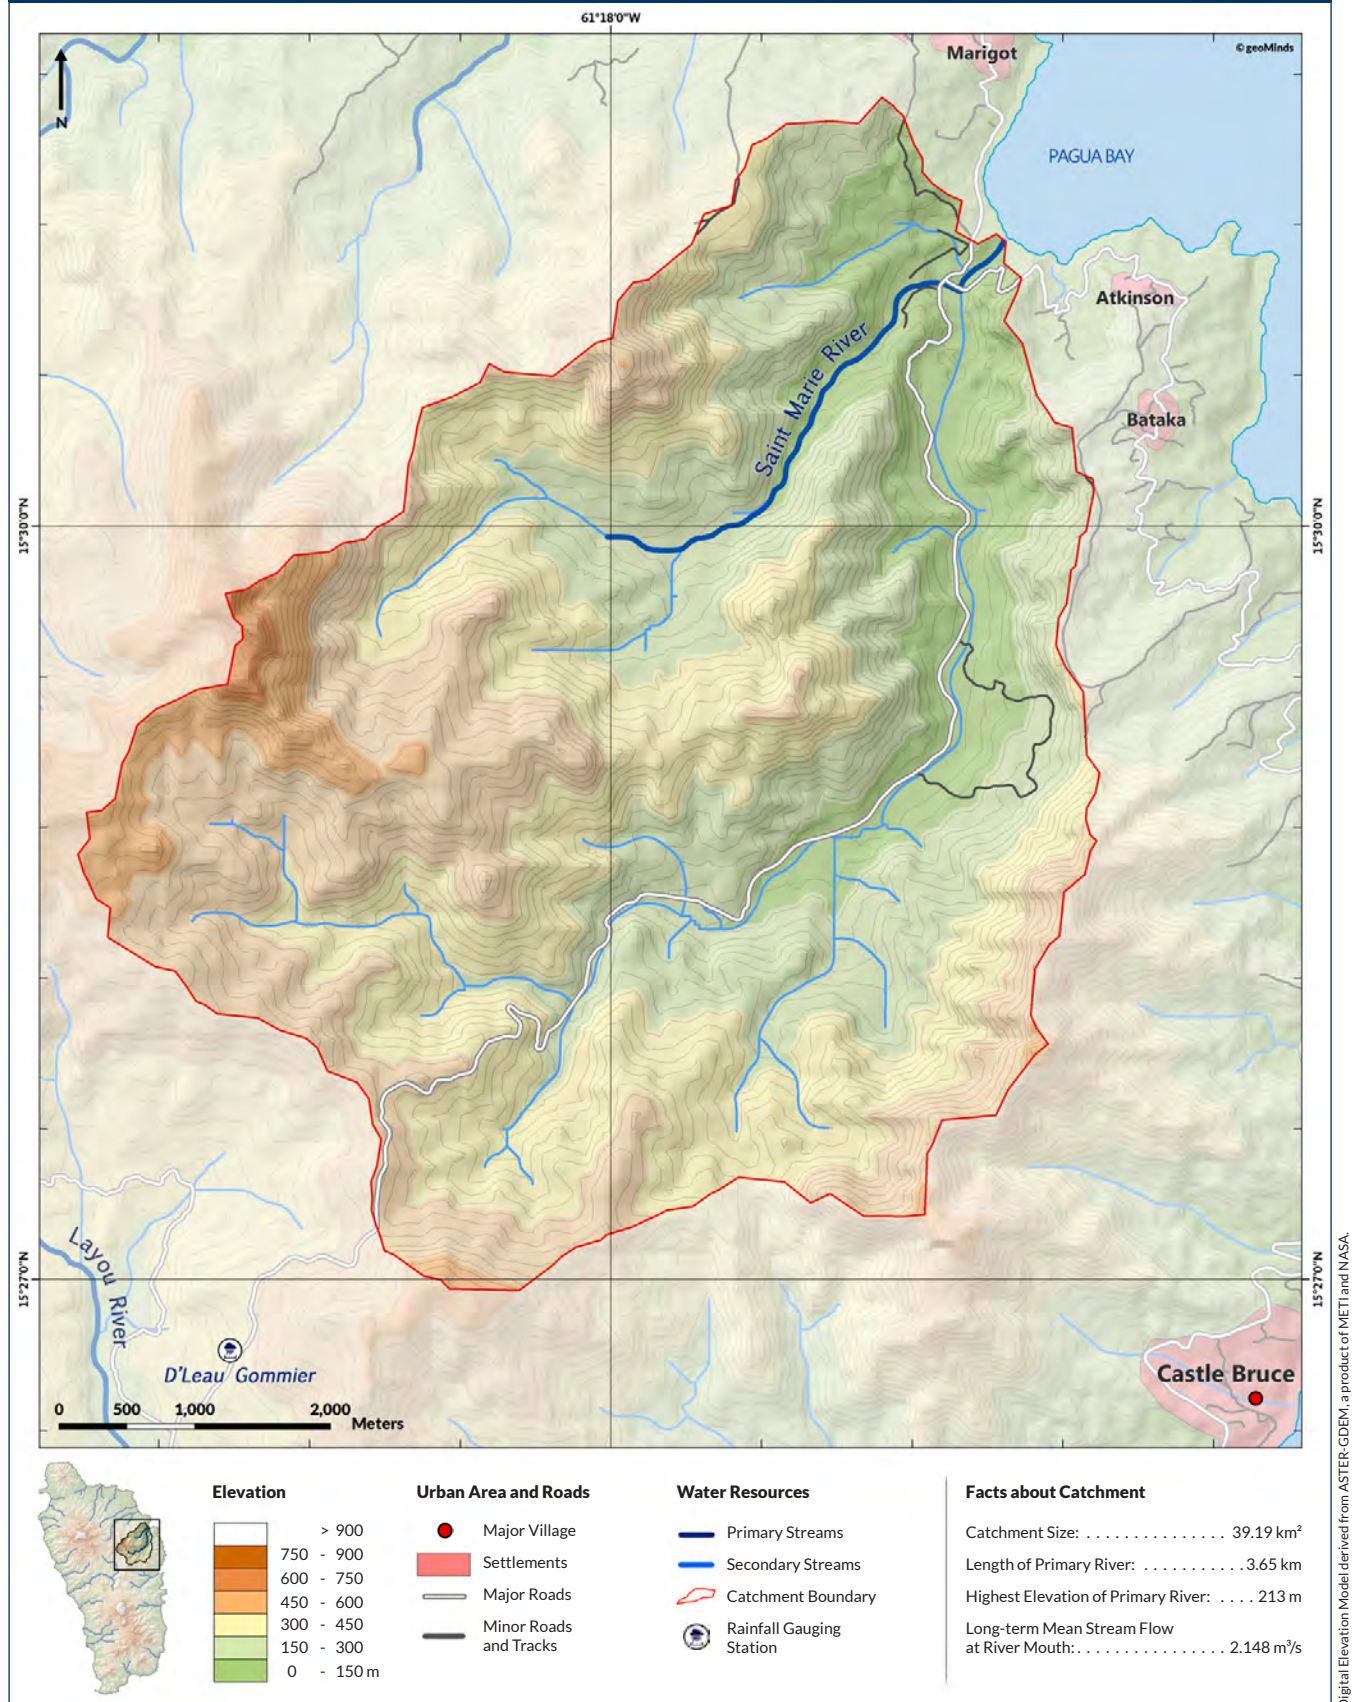 61°18'0"W
Marigot
© geoMinds
N
PAGUA BAY
Atkinson
Saint Marie River
Bataka
15°30'0"N
15°30'0"N
Layou River
15°27'0"N
15°27'0"N
D'Leau Gommier
Castle Bruce
0 500 1,000 2,000
Meters
Elevation
> 900
750 - 900
600 - 750
450 - 600
300 - 450
150 - 300
0 - 150 m
Urban Area and Roads
Major Village
Settlements
Major Roads
Minor Roads
and Tracks
Water Resources
Primary Streams
Secondary Streams
Catchment Boundary
Rainfall Gauging
Station
Facts about Catchment
Catchment Size: . . . . . . . . . . . . . . . 39.19 km²
Length of Primary River: . . . . . . . . . . . 3.65 km
Highest Elevation of Primary River: . . . . 213 m
Long-term Mean Stream Flow
at River Mouth: . . . . . . . . . . . . . . . . 2.148 m³/s
Digital Elevation Model derived from ASTER-GDEM, a product of METI and NASA.